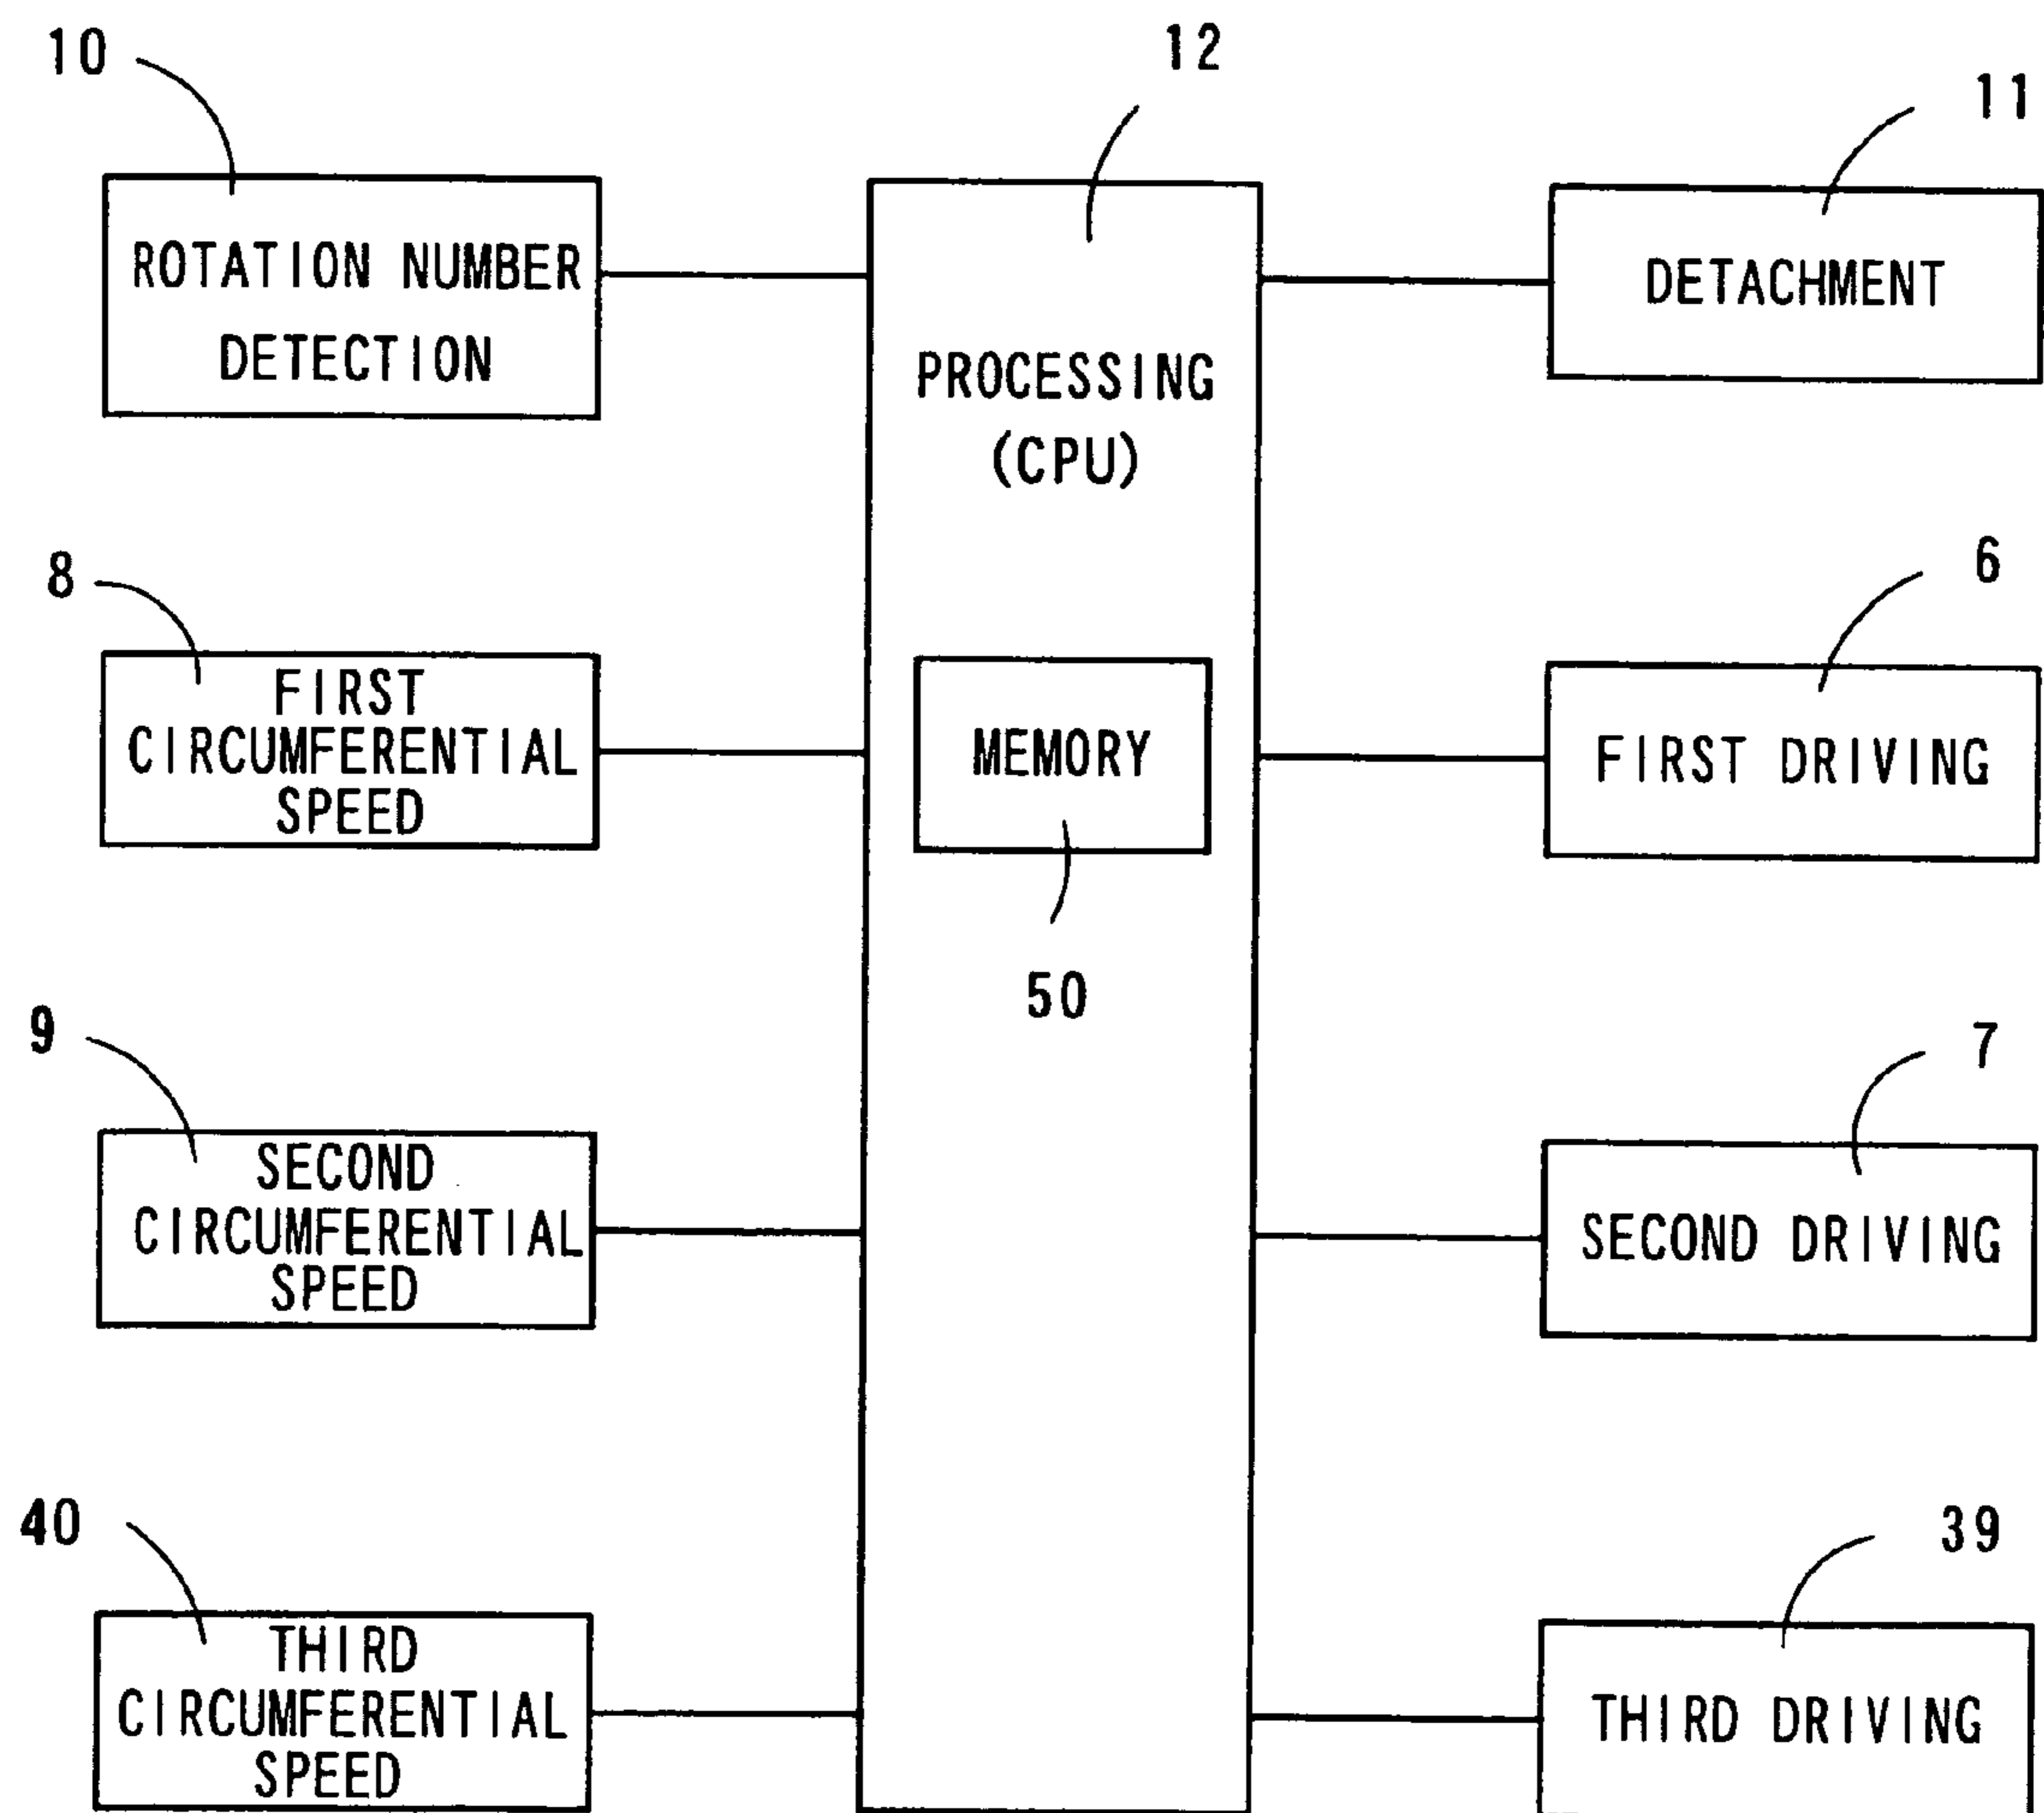 10
12
11
ROTATION NUMBER
DETECTION
PROCESSING
(CPU)
DETACHMENT
8
6
FIRST
CIRCUMFERENTIAL
SPEED
MEMORY
FIRST DRIVING
50
9
7
SECOND
CIRCUMFERENTIAL
SPEED
SECOND DRIVING
40
39
THIRD
CIRCUMFERENTIAL
SPEED
THIRD DRIVING